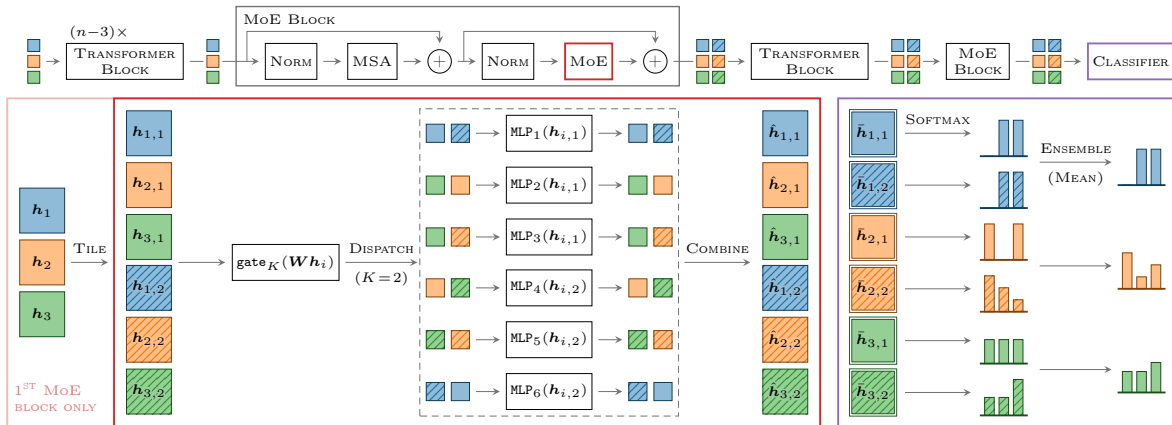 (n−3)×
TRANSFORMER
BLOCK
MOE BLOCK
NORM
MSA
+
NORM
MOE
+
TRANSFORMER
BLOCK
MOE
BLOCK
CLASSIFIER
h1
h2
h3
TILE
1ST MOE
BLOCK ONLY
h1,1
h2,1
h3,1
h1,2
h2,2
h3,2
gateK(Whi)
DISPATCH
(K=2)
MLP1(hi,1)
MLP2(hi,1)
MLP3(hi,1)
MLP4(hi,2)
MLP5(hi,2)
MLP6(hi,2)
COMBINE
ĥ1,1
ĥ2,1
ĥ3,1
ĥ1,2
ĥ2,2
ĥ3,2
h̄1,1
h̄1,2
h̄2,1
h̄2,2
h̄3,1
h̄3,2
SOFTMAX
ENSEMBLE
(MEAN)